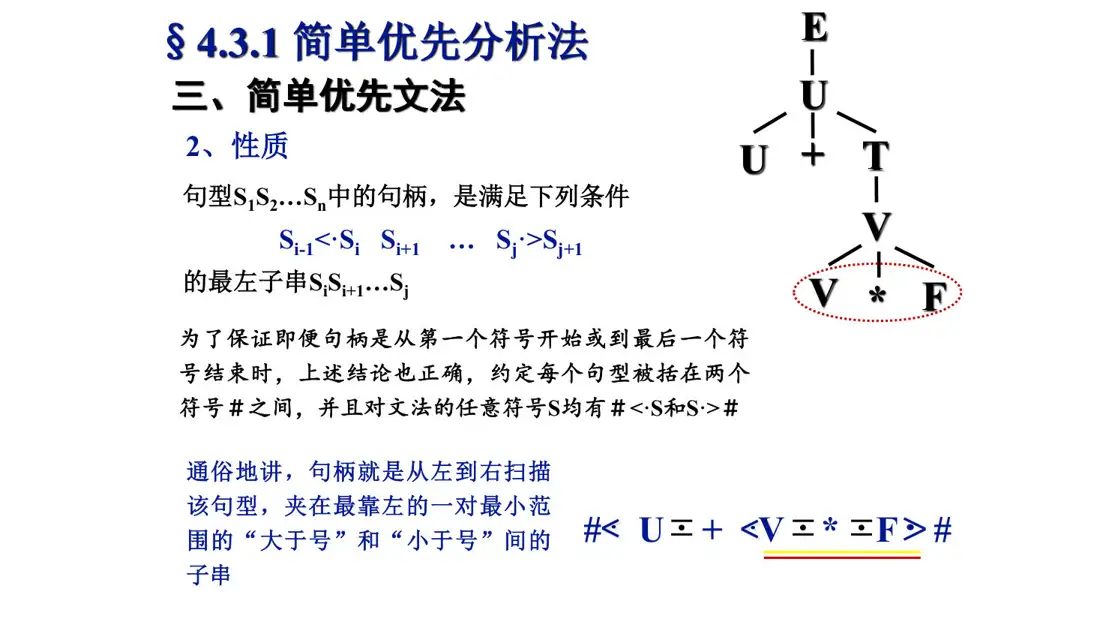 §4.3.1 简单优先分析法
三、简单优先文法
2、性质
句型S1S2…Sn中的句柄，是满足下列条件
Si-1<·Si Si+1 … Sj·>Sj+1
的最左子串SiSi+1…Sj
为了保证即便句柄是从第一个符号开始或到最后一个符
号结束时，上述结论也正确，约定每个句型被括在两个
符号＃之间，并且对文法的任意符号S均有＃<·S和S·>＃
通俗地讲，句柄就是从左到右扫描
该句型，夹在最靠左的一对最小范
围的“大于号”和“小于号”间的
子串
E
U
U + T
V
V * F
#⋖ U ≐ + ⋖V ≐ * ≐ F⋗ #